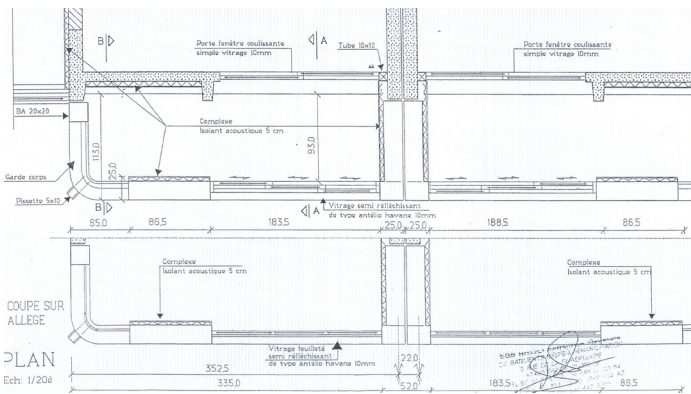 B
A
Porte fenêtre coulissante
simple vitrage 10mm
Tube 10x10
Porte fenêtre coulissante
simple vitrage 10mm
BA 20x20
Complexe
Isolant acoustique 5 cm
113,0
93,0
25,0
Garde corps
Pissette 5x10
B
A
Vitrage semi rélléchissant
de type antélio havane 10mm
65,0
86,5
183,5
25,0
25,0
188,5
86,5
Complexe
Isolant acoustique 5 cm
Complexe
Isolant acoustique 5 cm
COUPE SUR
ALLEGE
Vitrage feuilleté
semi rélléchissant
de type antélio havane 10mm
PLAN
Ech: 1/20é
22,0
352,5
335,0
52,0
183,5
86,5